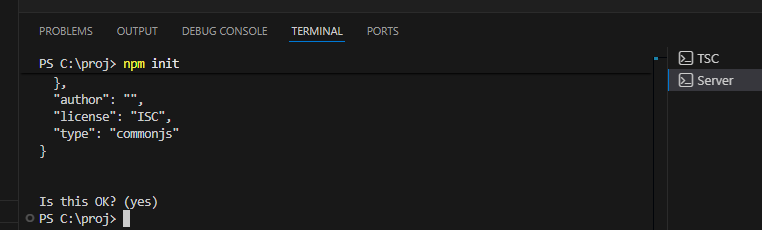 PROBLEMS OUTPUT DEBUG CONSOLE TERMINAL PORTS
PS C:\proj> npm init
  },
  "author": "",
  "license": "ISC",
  "type": "commonjs"
}
Is this OK? (yes)
PS C:\proj>
TSC
Server